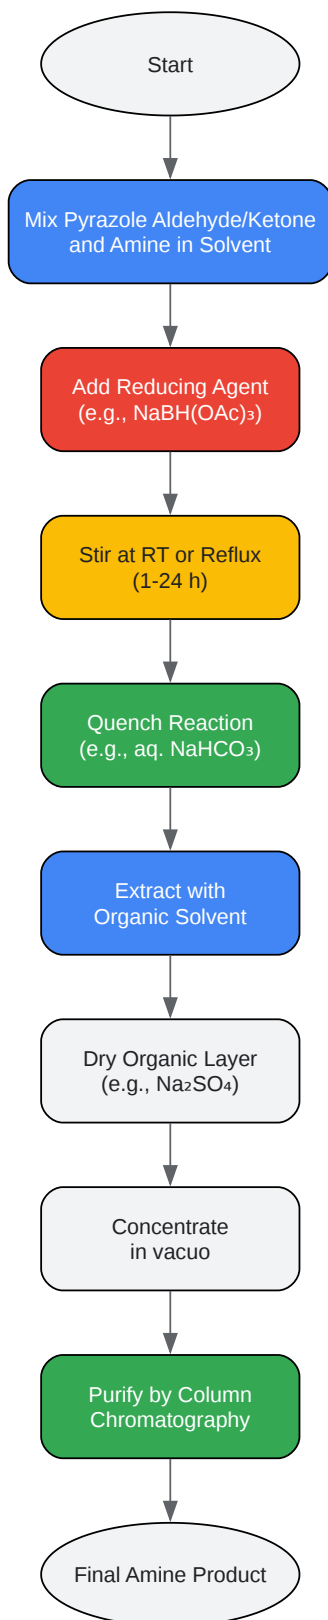 Start
Mix Pyrazole Aldehyde/Ketone
and Amine in Solvent
Add Reducing Agent
(e.g., NaBH(OAc)₃)
Stir at RT or Reflux
(1-24 h)
Quench Reaction
(e.g., aq. NaHCO₃)
Extract with
Organic Solvent
Dry Organic Layer
(e.g., Na₂SO₄)
Concentrate
in vacuo
Purify by Column
Chromatography
Final Amine Product